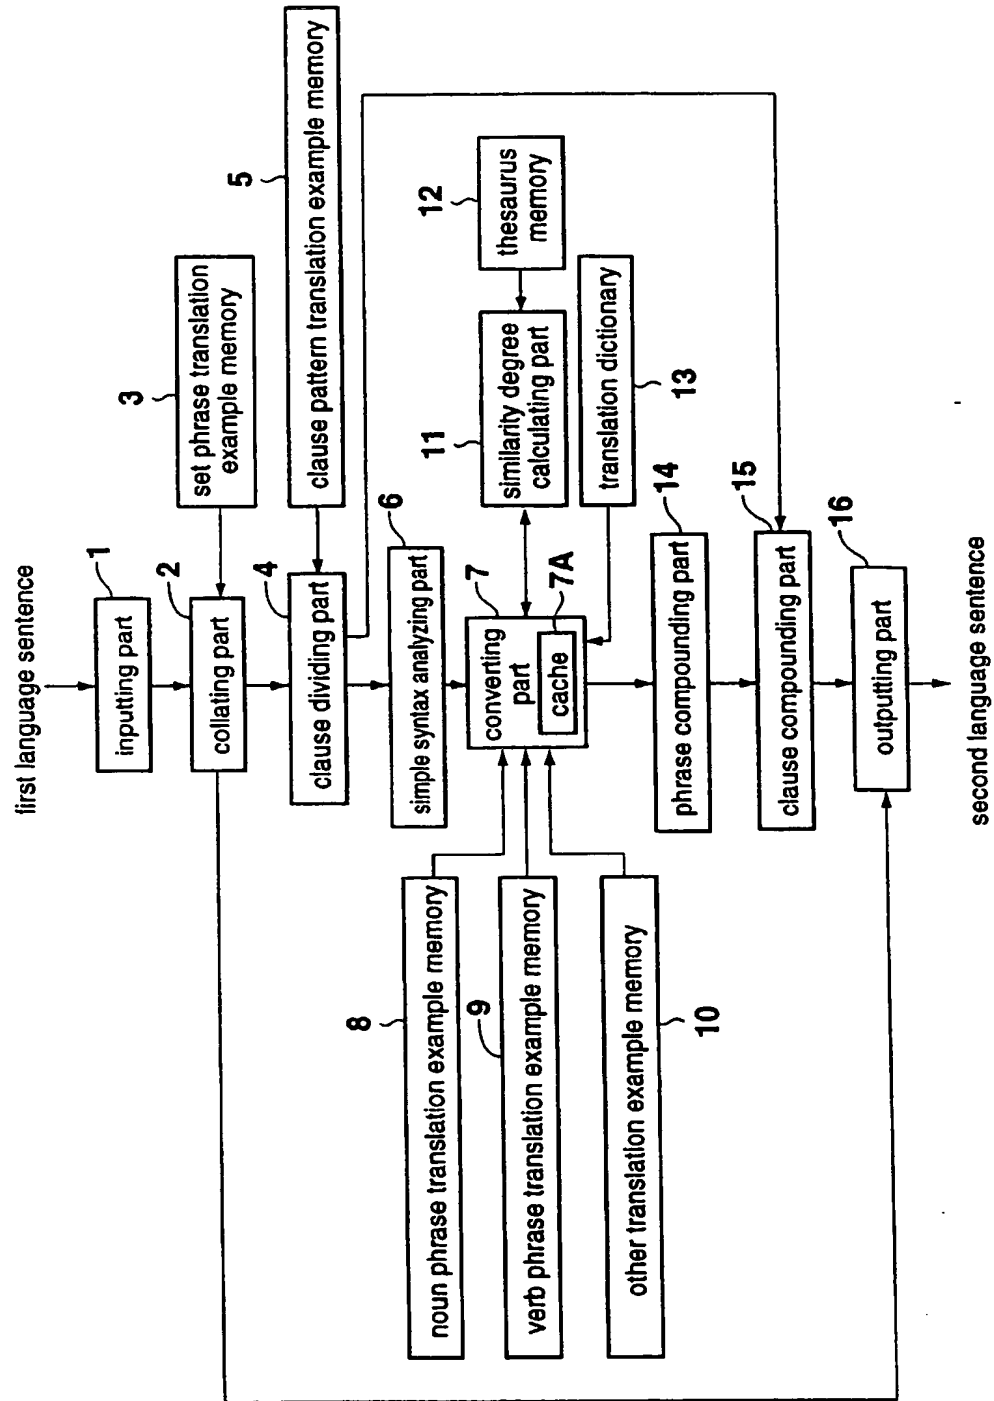 first language sentence
1
inputting part
2
collating part
3
set phrase translation
example memory
4
clause dividing part
5
clause pattern translation example memory
6
simple syntax analyzing part
7
converting
part
7A
cache
8
noun phrase translation example memory
9
verb phrase translation example memory
10
other translation example memory
11
similarity degree
calculating part
12
thesaurus
memory
13
translation dictionary
14
phrase compounding part
15
clause compounding part
16
outputting part
second language sentence